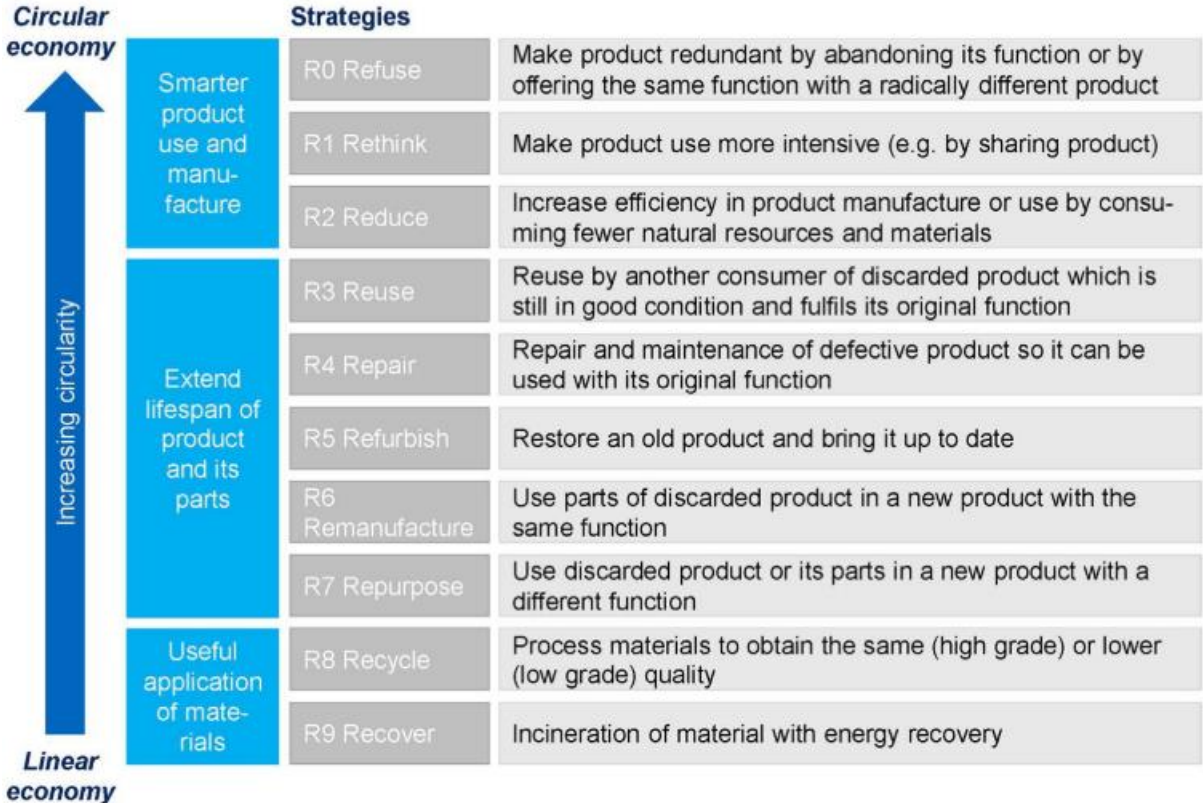 Circular
economy
Strategies
Smarter
product
use and
manu-
facture
R0 Refuse
Make product redundant by abandoning its function or by
offering the same function with a radically different product
R1 Rethink
Make product use more intensive (e.g. by sharing product)
R2 Reduce
Increase efficiency in product manufacture or use by consu-
ming fewer natural resources and materials
Increasing circularity
Extend
lifespan of
product
and its
parts
R3 Reuse
Reuse by another consumer of discarded product which is
still in good condition and fulfils its original function
R4 Repair
Repair and maintenance of defective product so it can be
used with its original function
R5 Refurbish
Restore an old product and bring it up to date
R6
Remanufacture
Use parts of discarded product in a new product with the
same function
R7 Repurpose
Use discarded product or its parts in a new product with a
different function
Useful
application
of mate-
rials
R8 Recycle
Process materials to obtain the same (high grade) or lower
(low grade) quality
R9 Recover
Incineration of material with energy recovery
Linear
economy